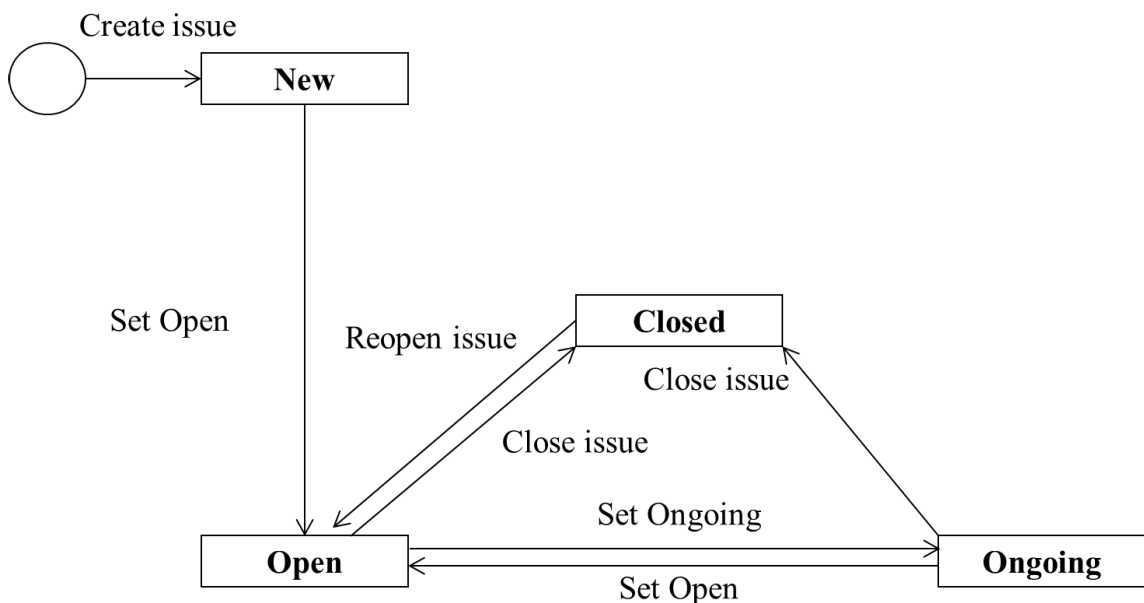 Create issue
New
Set Open
Closed
Reopen issue
Close issue
Close issue
Set Ongoing
Open
Ongoing
Set Open